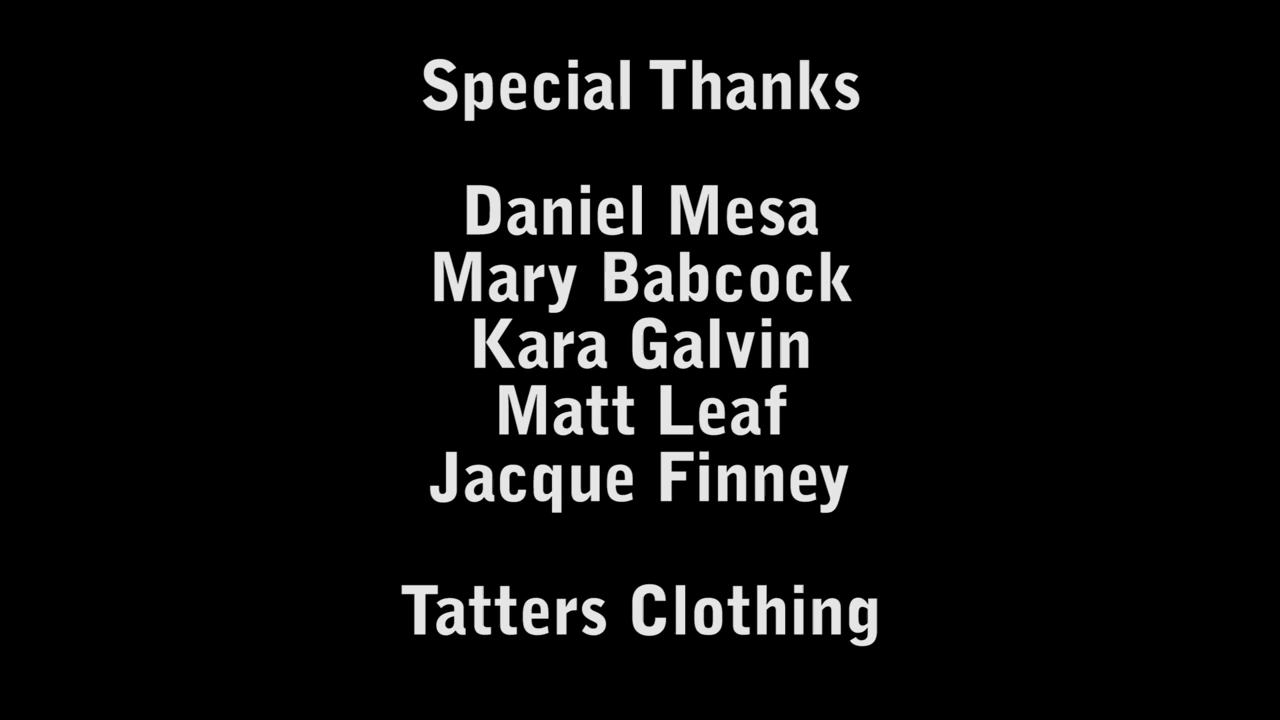 Special Thanks
Daniel Mesa
Mary Babcock
Kara Galvin
Matt Leaf
Jacque Finney
Tatters Clothing